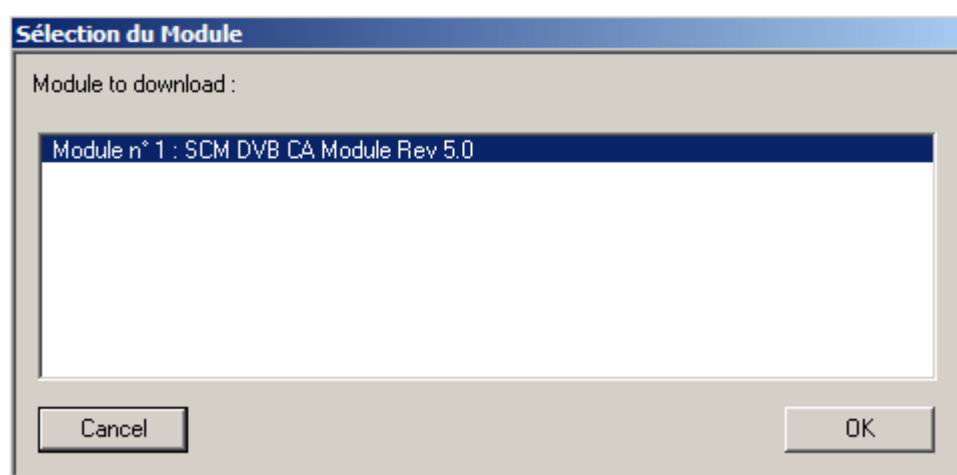 Sélection du Module
Module to download :
Module n° 1 : SCM DVB CA Module Rev 5.0
Cancel OK